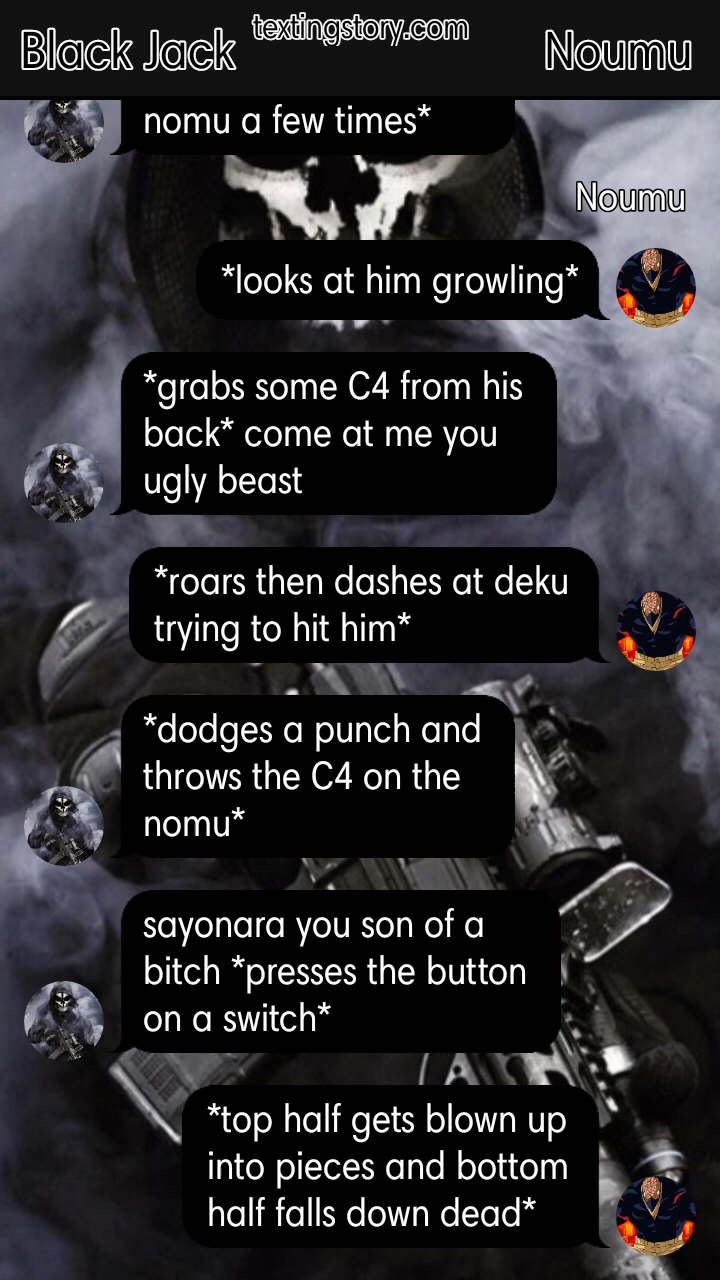 textingstory.com
Black Jack
Noumu
nomu a few times*
Noumu
*looks at him growling*
*grabs some C4 from his
back* come at me you
ugly beast
*roars then dashes at deku
trying to hit him*
*dodges a punch and
throws the C4 on the
nomu*
sayonara you son of a
bitch *presses the button
on a switch*
*top half gets blown up
into pieces and bottom
half falls down dead*